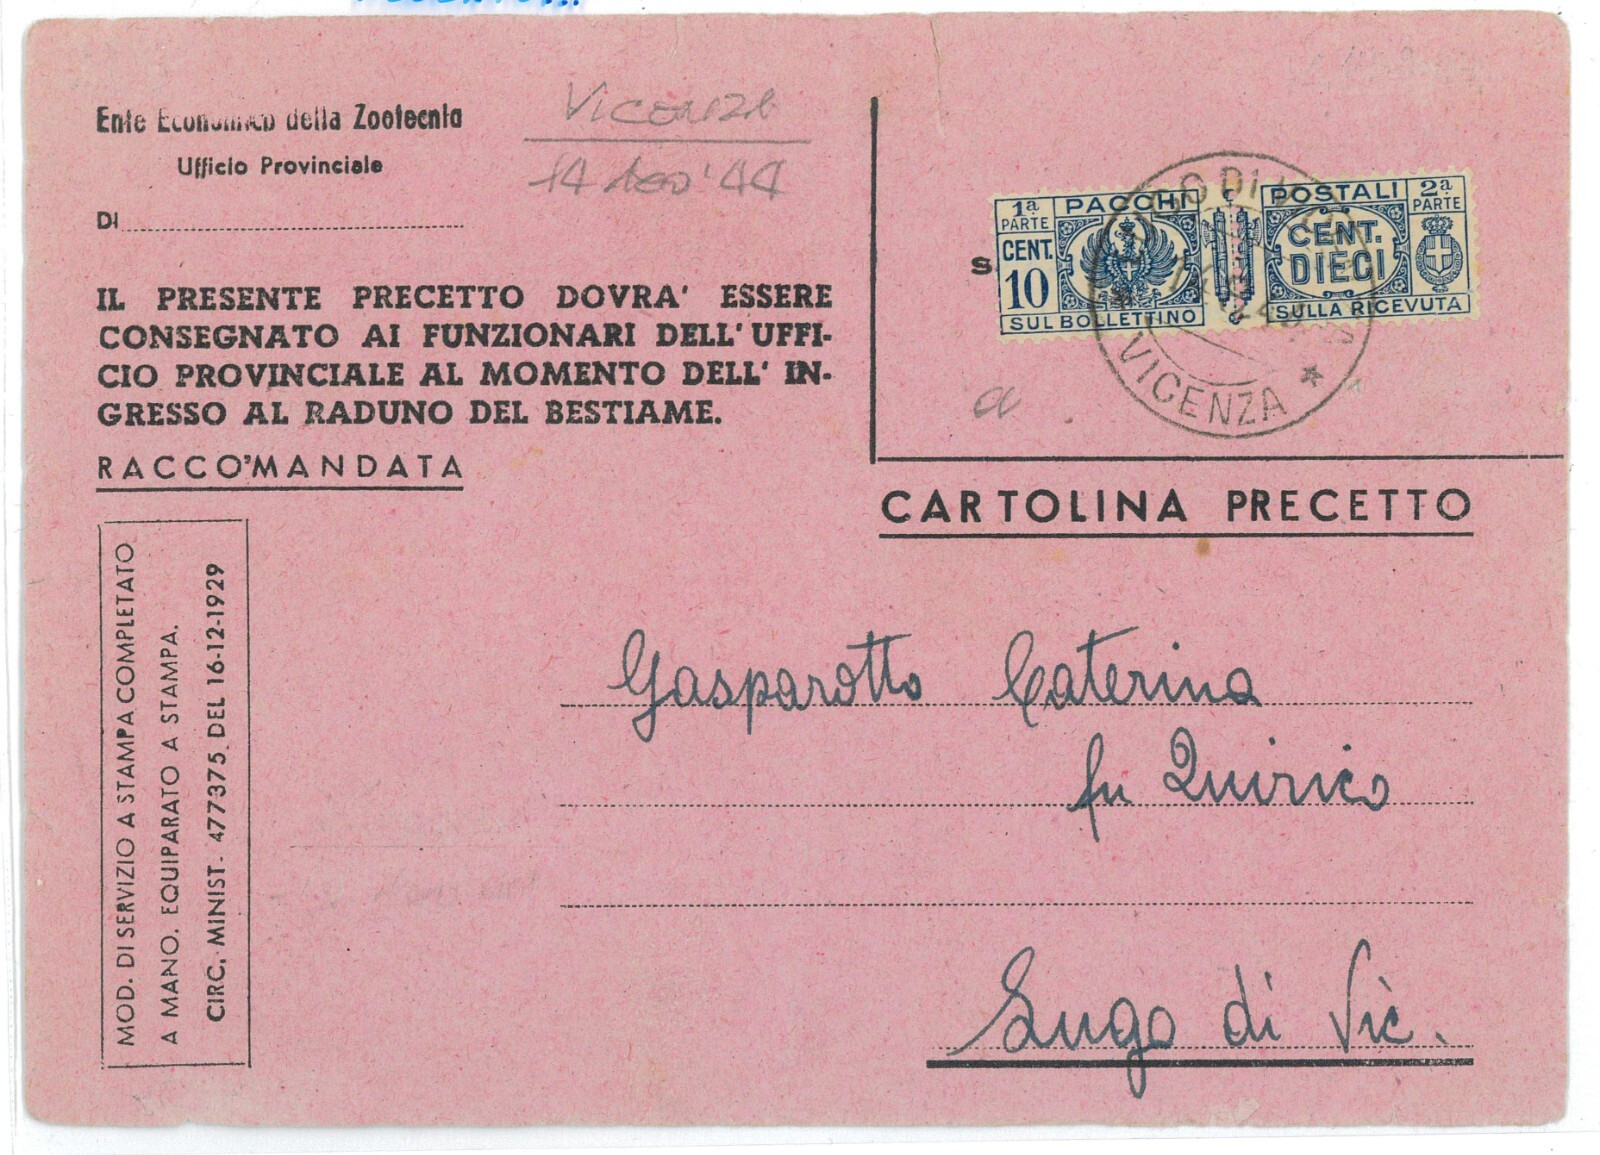 Ente Economico della Zootecnia
Ufficio Provinciale
DI
Vicenza
14 Ago '44
IL PRESENTE PRECETTO DOVRA' ESSERE
CONSEGNATO AI FUNZIONARI DELL' UFFI-
CIO PROVINCIALE AL MOMENTO DELL' IN-
GRESSO AL RADUNO DEL BESTIAME.
RACCOMANDATA
1a PARTE PACCHI POSTALI 2a PARTE
CENT. 10 CENT. DIECI
SUL BOLLETTINO SULLA RICEVUTA
S
DI
VICENZA
CARTOLINA PRECETTO
MOD. DI SERVIZIO A STAMPA COMPLETATO
A MANO. EQUIPARATO A STAMPA.
CIRC. MINIST. 477375 DEL 16-12-1929
Gasparotto Caterina
fu Quirico
Lugo di Vic.